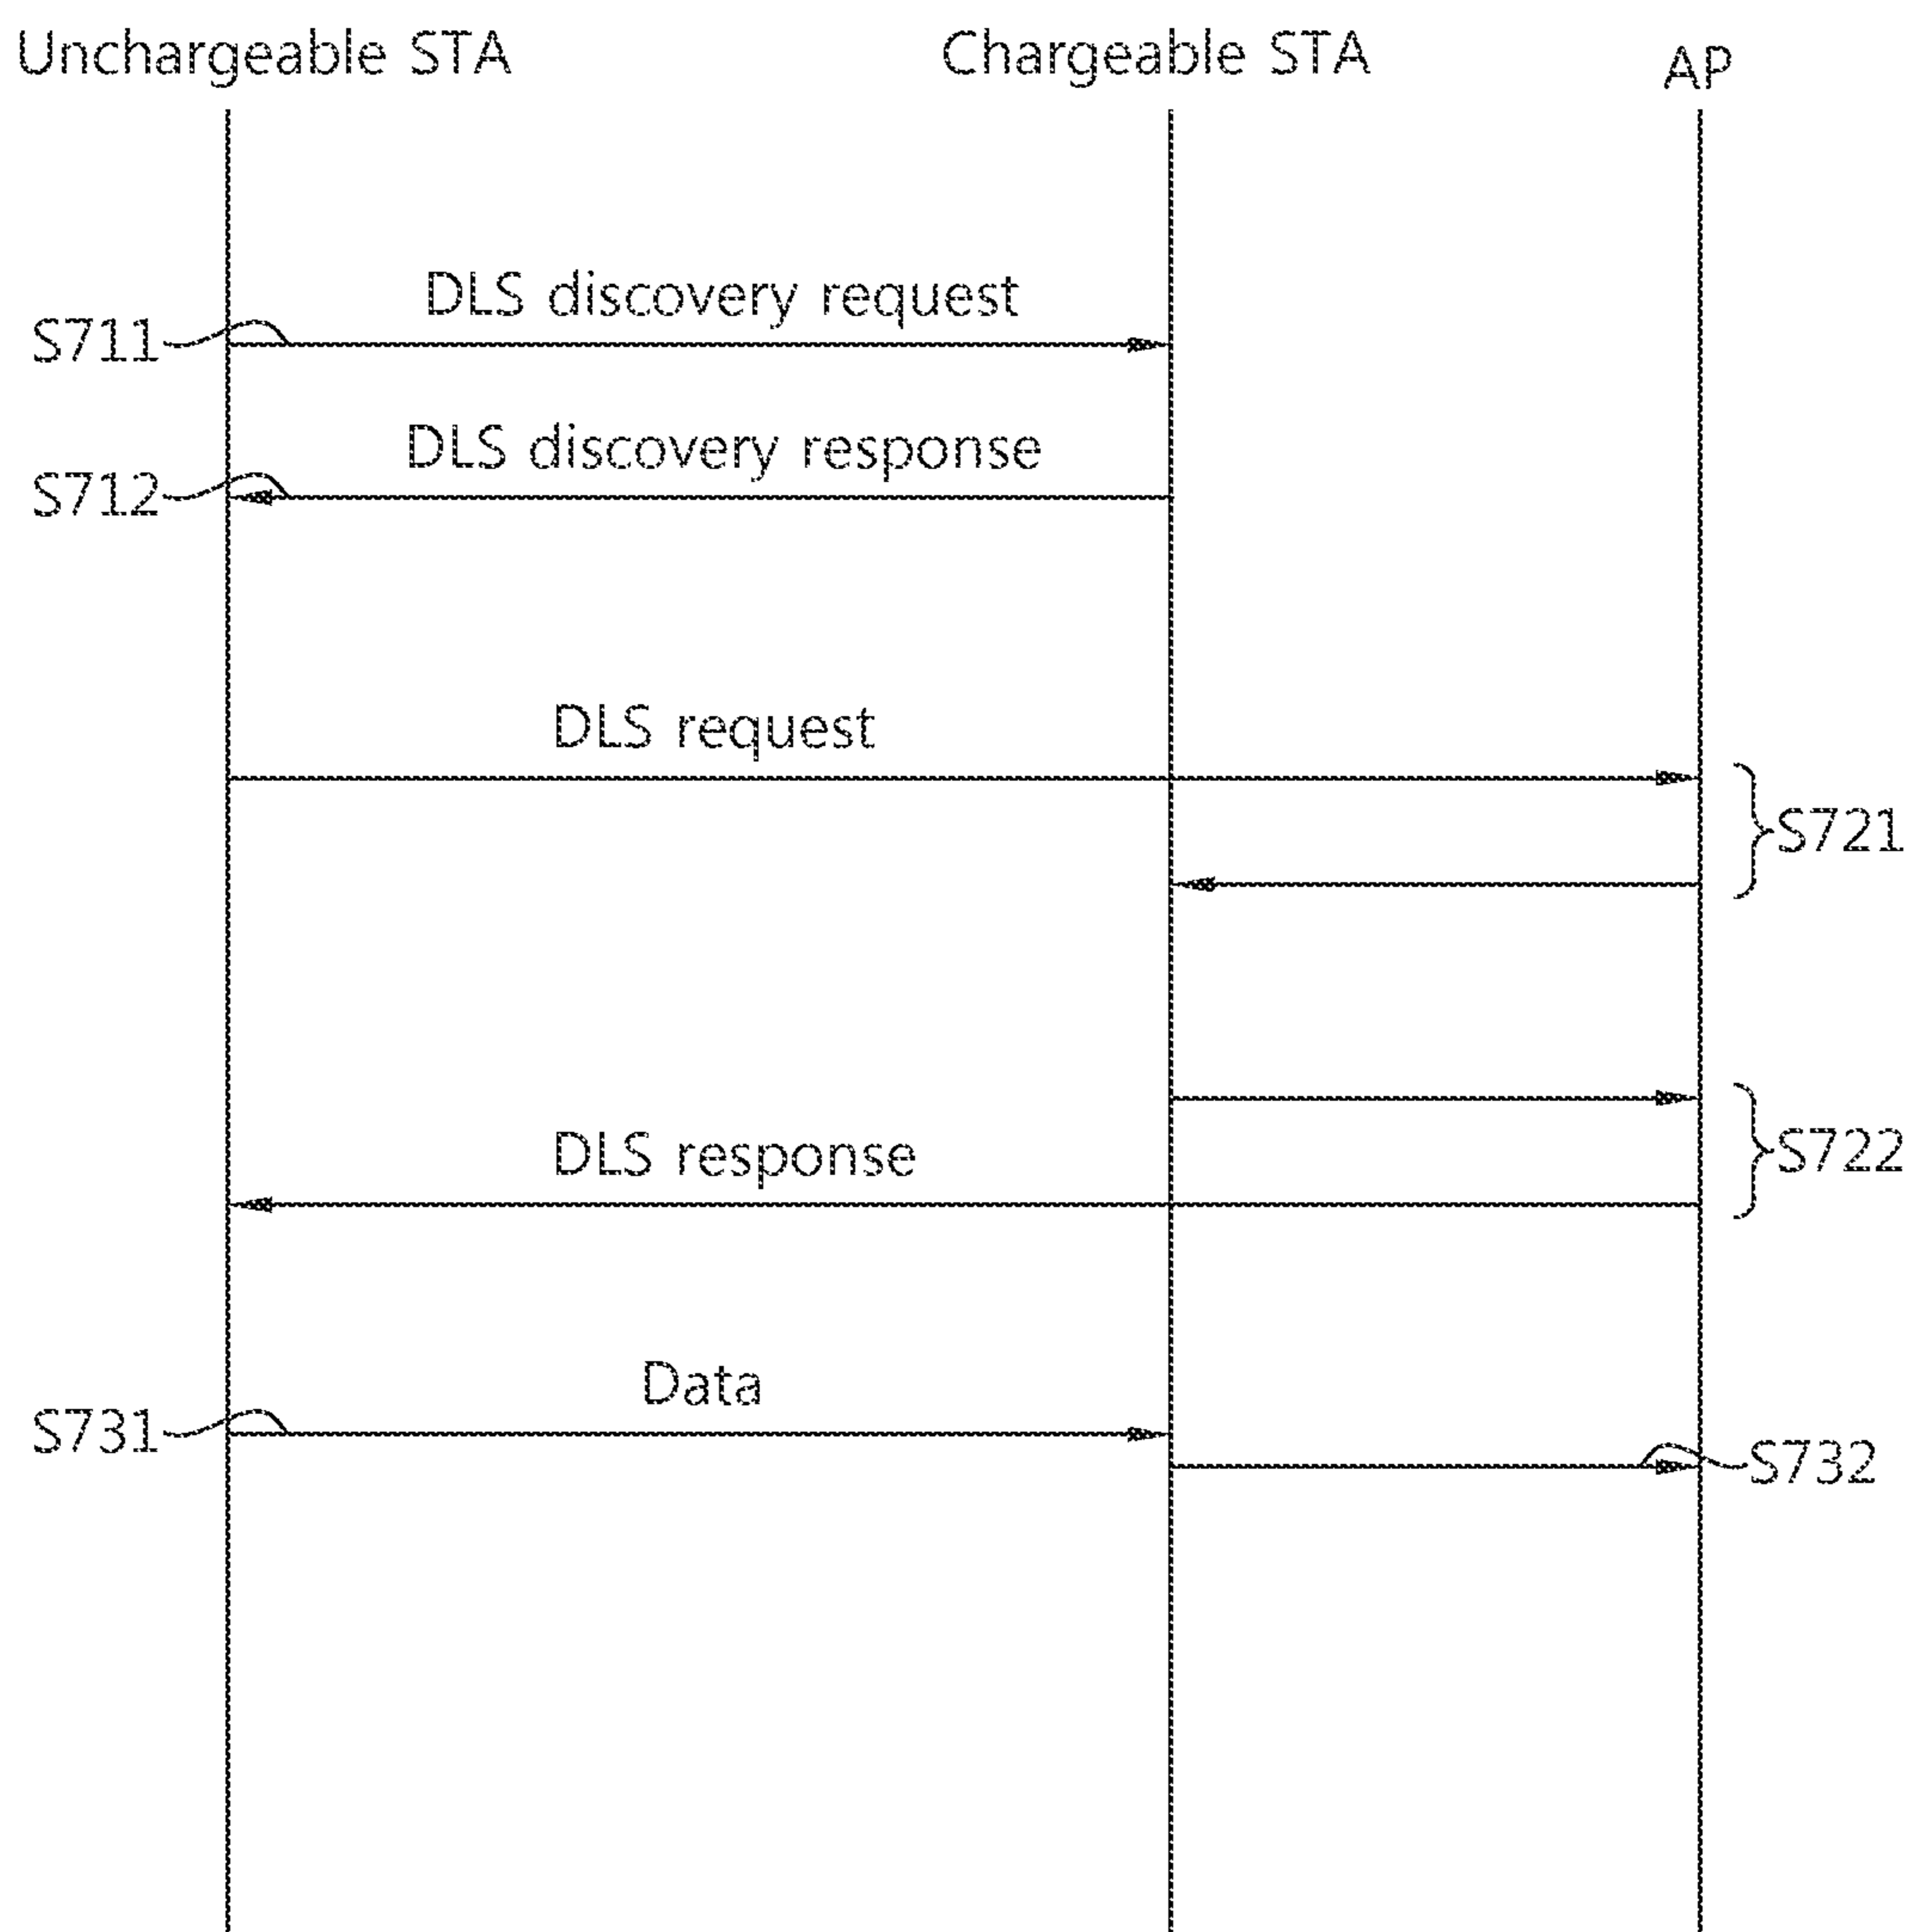 Unchargeable STA
Chargeable STA
AP
DLS discovery request
S711
DLS discovery response
S712
DLS request
S721
DLS response
S722
Data
S731
S732